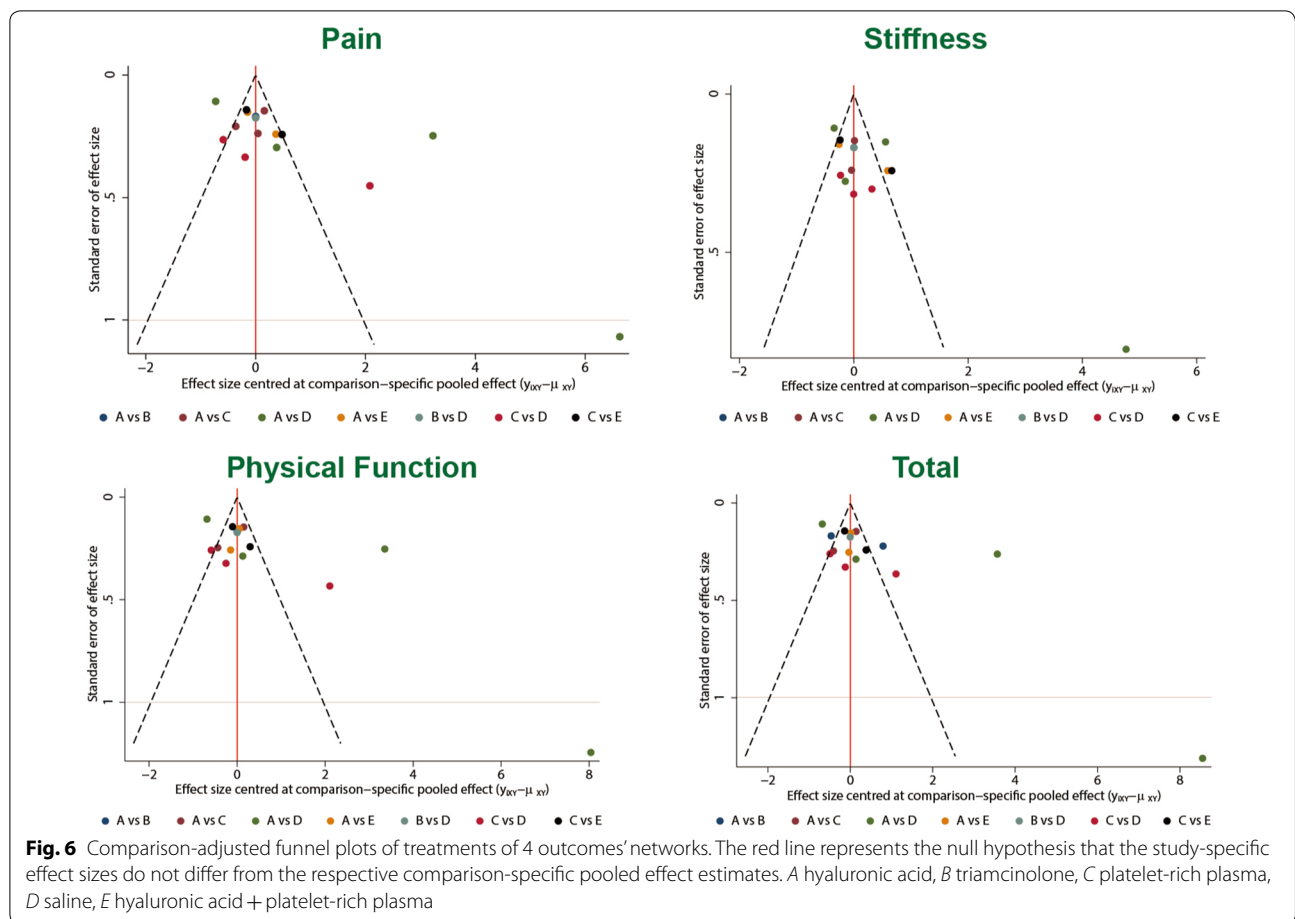 Pain
Stiffness
0
.5
1
Standard error of effect size
−2
0
2
4
6
Effect size centred at comparison−specific pooled effect (yiXY−μ XY)
A vs B
A vs C
A vs D
A vs E
B vs D
C vs D
C vs E
0
.5
Standard error of effect size
−2
0
2
4
6
Effect size centred at comparison−specific pooled effect (yiXY−μ XY)
A vs B
A vs C
A vs D
A vs E
B vs D
C vs D
C vs E
Physical Function
Total
0
.5
1
Standard error of effect size
−2
0
2
4
6
8
Effect size centred at comparison−specific pooled effect (yiXY−μ XY)
A vs B
A vs C
A vs D
A vs E
B vs D
C vs D
C vs E
0
.5
1
Standard error of effect size
−2
0
2
4
6
8
Effect size centred at comparison−specific pooled effect (yiXY−μ XY)
A vs B
A vs C
A vs D
A vs E
B vs D
C vs D
C vs E
Fig. 6 Comparison-adjusted funnel plots of treatments of 4 outcomes’ networks. The red line represents the null hypothesis that the study-specific
effect sizes do not differ from the respective comparison-specific pooled effect estimates. A hyaluronic acid, B triamcinolone, C platelet-rich plasma,
D saline, E hyaluronic acid + platelet-rich plasma